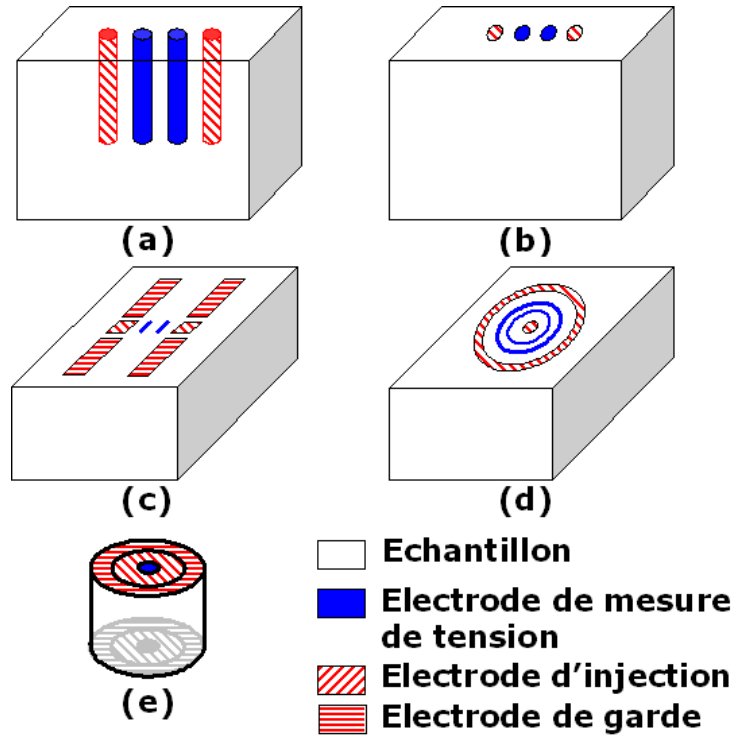 (a)
(b)
(c)
(d)
(e)
Echantillon
Electrode de mesure
de tension
Electrode d'injection
Electrode de garde